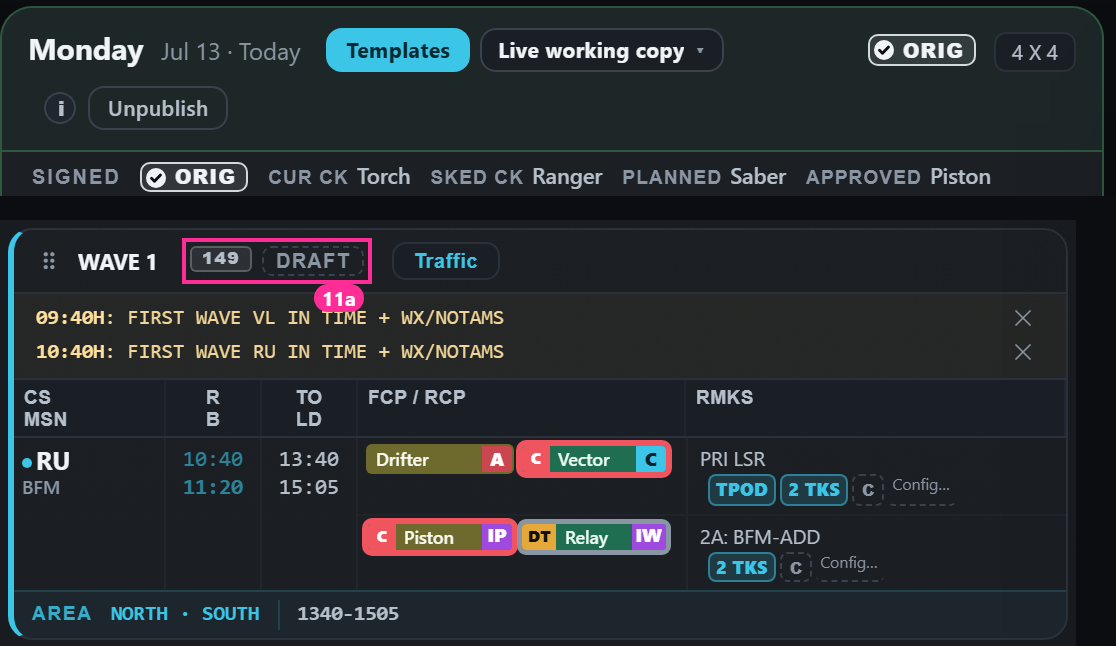 Monday Jul 13 · Today Templates Live working copy ▾ ORIG 4 X 4
i Unpublish
SIGNED ORIG CUR CK Torch SKED CK Ranger PLANNED Saber APPROVED Piston
WAVE 1 149 DRAFT Traffic
11a
09:40H: FIRST WAVE VL IN TIME + WX/NOTAMS
10:40H: FIRST WAVE RU IN TIME + WX/NOTAMS
CS R TO FCP / RCP RMKS
MSN B LD
RU 10:40 13:40 Drifter A C Vector C PRI LSR
BFM 11:20 15:05 TPOD 2 TKS C Config...
C Piston IP DT Relay IW 2A: BFM-ADD
2 TKS C Config...
AREA NORTH · SOUTH 1340-1505